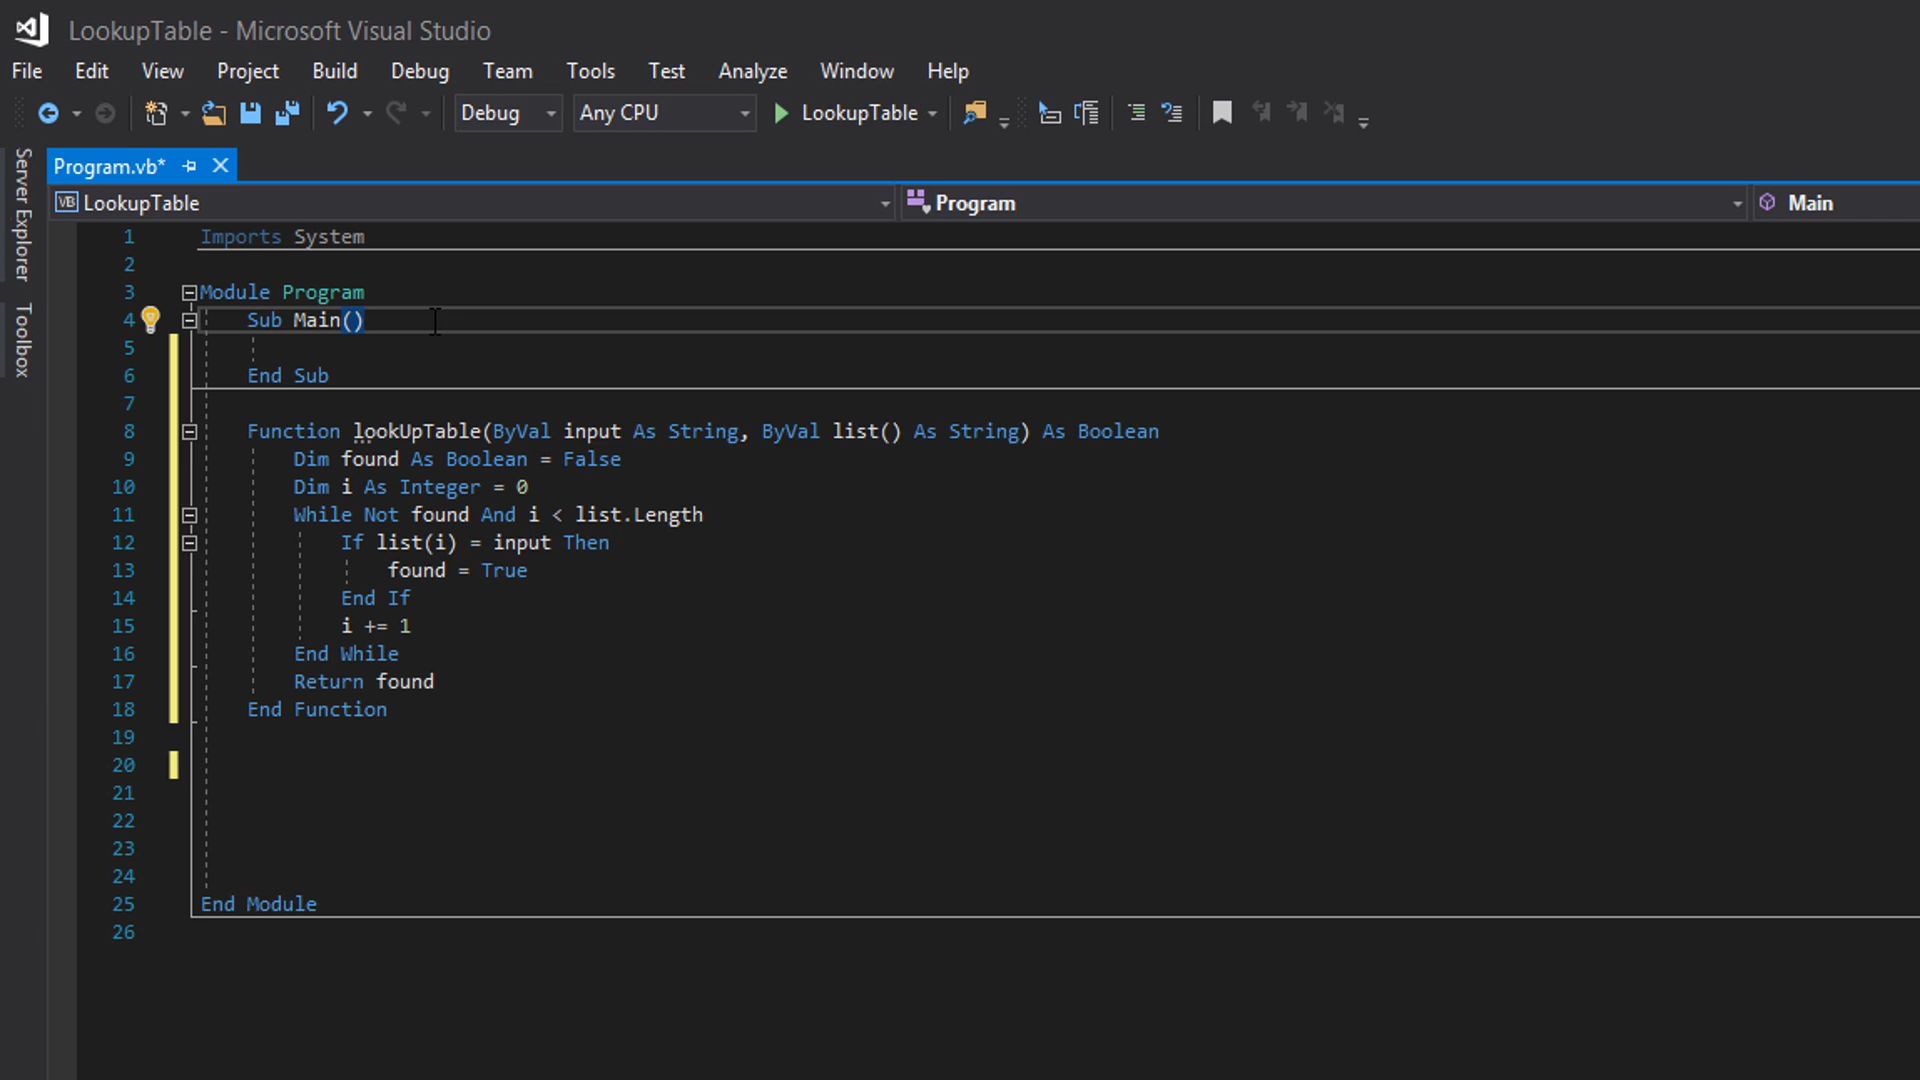 LookupTable - Microsoft Visual Studio
File Edit View Project Build Debug Team Tools Test Analyze Window Help
Debug Any CPU LookupTable
Server Explorer
Toolbox
Program.vb*
VB LookupTable Program Main
1 Imports System
2
3 Module Program
4 Sub Main()
5
6 End Sub
7
8 Function lookUpTable(ByVal input As String, ByVal list() As String) As Boolean
9 Dim found As Boolean = False
10 Dim i As Integer = 0
11 While Not found And i < list.Length
12 If list(i) = input Then
13 found = True
14 End If
15 i += 1
16 End While
17 Return found
18 End Function
19
20
21
22
23
24
25 End Module
26